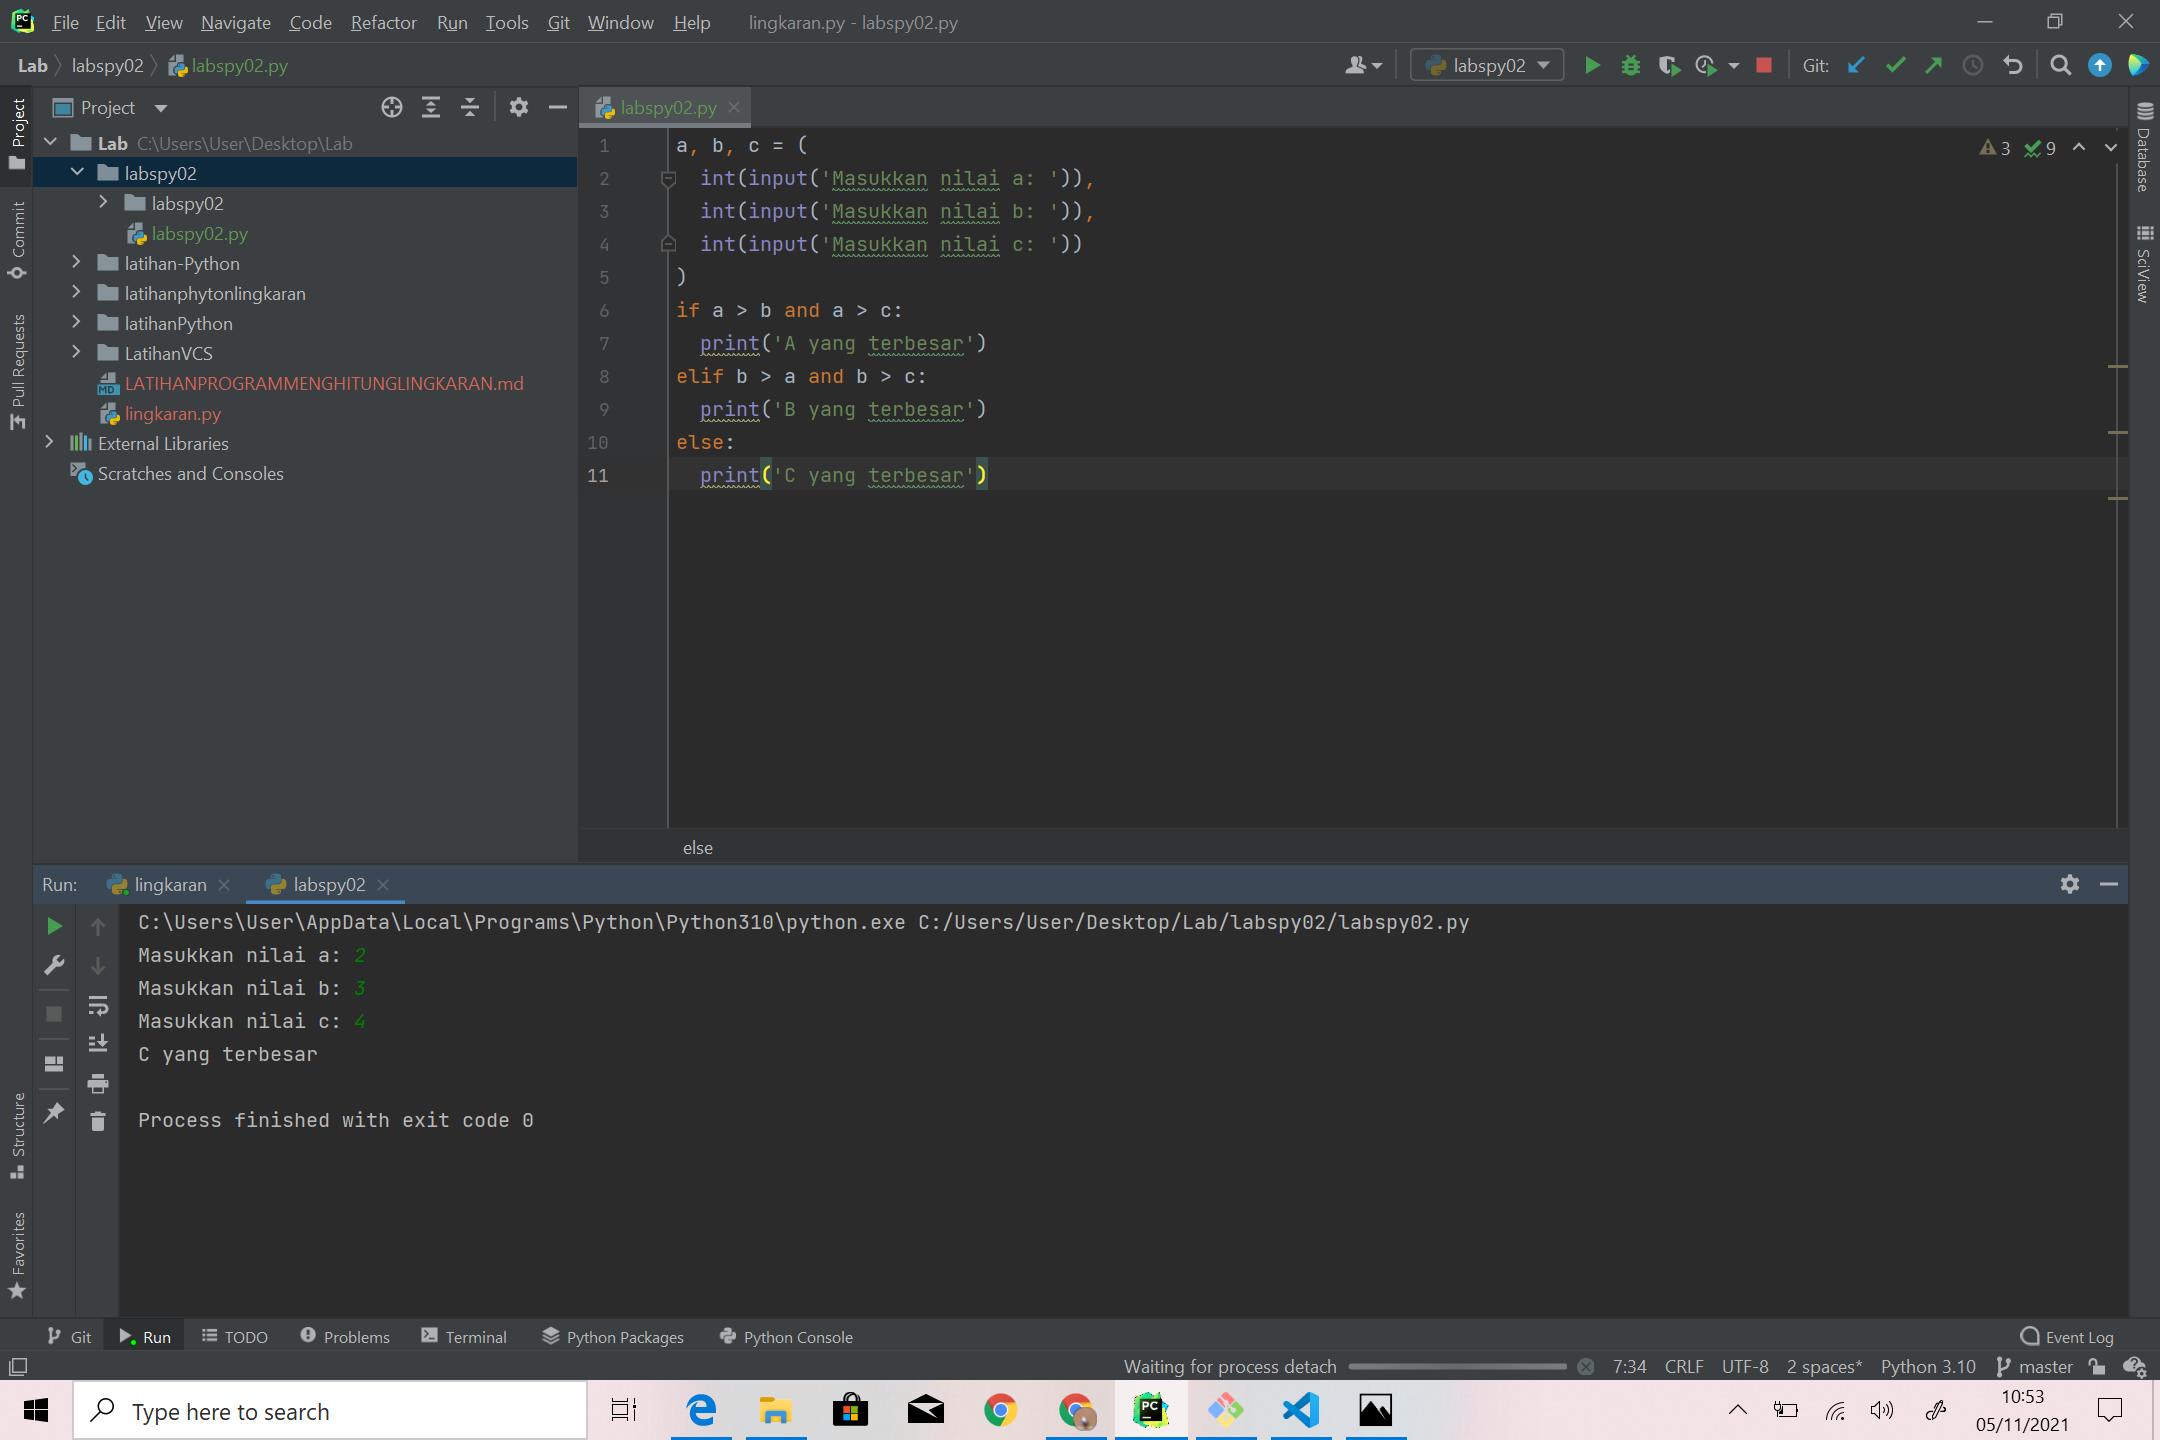 File Edit View Navigate Code Refactor Run Tools Git Window Help lingkaran.py - labspy02.py
Lab labspy02 labspy02.py labspy02 Git:
Project
Commit
Pull Requests
Structure
Favorites
Project
Lab C:\Users\User\Desktop\Lab
labspy02
labspy02
labspy02.py
latihan-Python
latihanphytonlingkaran
latihanPython
LatihanVCS
LATIHANPROGRAMMENGHITUNGLINGKARAN.md
lingkaran.py
External Libraries
Scratches and Consoles
labspy02.py
3 9
1 a, b, c = (
2 int(input('Masukkan nilai a: ')),
3 int(input('Masukkan nilai b: ')),
4 int(input('Masukkan nilai c: '))
5 )
6 if a > b and a > c:
7 print('A yang terbesar')
8 elif b > a and b > c:
9 print('B yang terbesar')
10 else:
11 print('C yang terbesar')
else
Database
SciView
Run: lingkaran labspy02
C:\Users\User\AppData\Local\Programs\Python\Python310\python.exe C:/Users/User/Desktop/Lab/labspy02/labspy02.py
Masukkan nilai a: 2
Masukkan nilai b: 3
Masukkan nilai c: 4
C yang terbesar
Process finished with exit code 0
Git Run TODO Problems Terminal Python Packages Python Console Event Log
Waiting for process detach 7:34 CRLF UTF-8 2 spaces* Python 3.10 master
Type here to search
10:53
05/11/2021